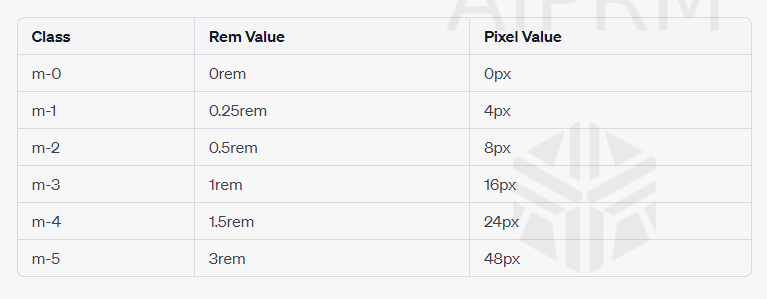 AIPRM
Class Rem Value Pixel Value
m-0 0rem 0px
m-1 0.25rem 4px
m-2 0.5rem 8px
m-3 1rem 16px
m-4 1.5rem 24px
m-5 3rem 48px